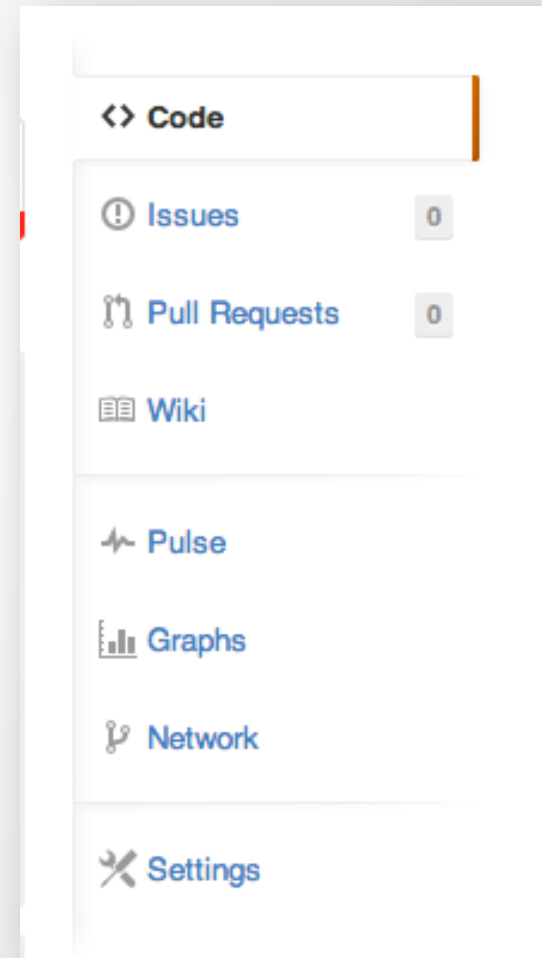 Code
Issues 0
Pull Requests 0
Wiki
Pulse
Graphs
Network
Settings